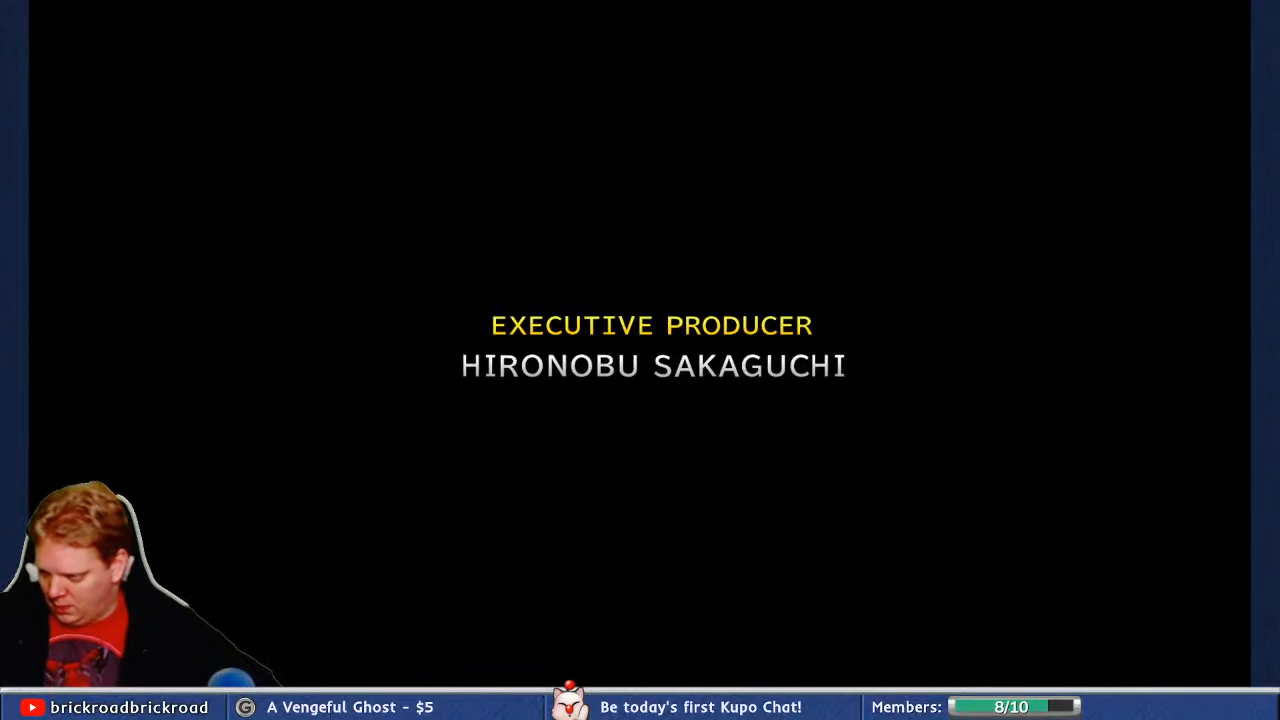 EXECUTIVE PRODUCER
HIRONOBU SAKAGUCHI
brickroadbrickroad
A Vengeful Ghost - $5
Be today's first Kupo Chat!
Members: 8/10